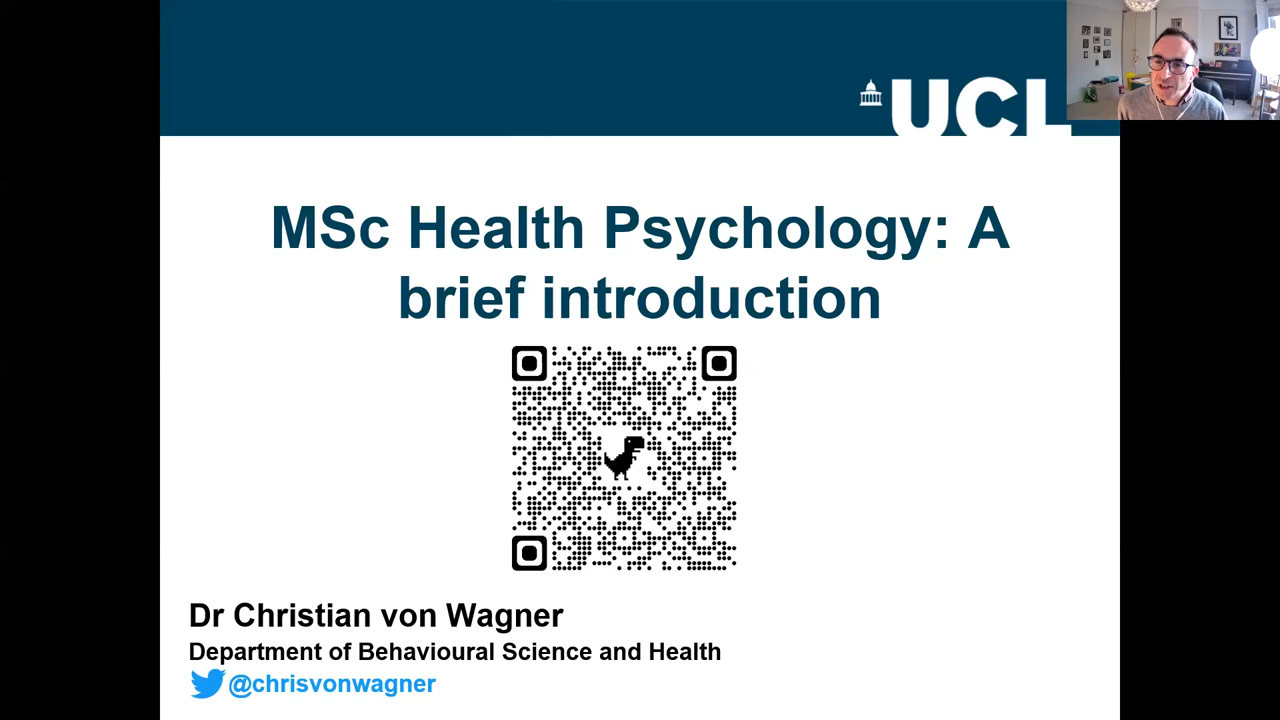 UCL
MSc Health Psychology: A
brief introduction
Dr Christian von Wagner
Department of Behavioural Science and Health
@chrisvonwagner